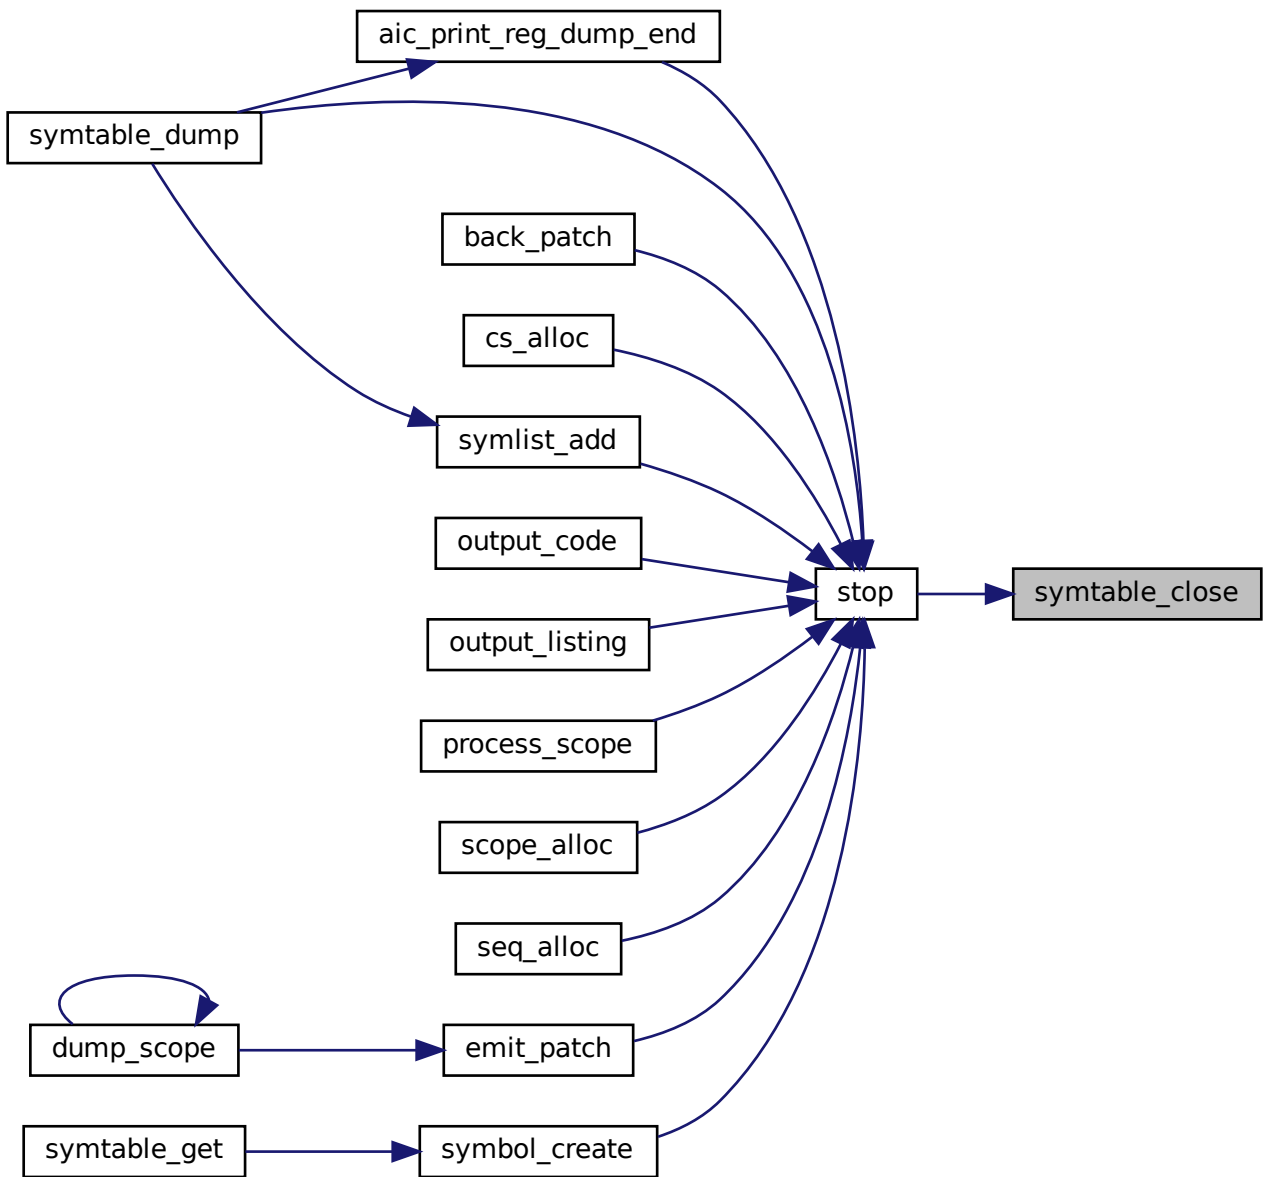 aic_print_reg_dump_end
symtable_dump
back_patch
cs_alloc
symlist_add
output_code
stop
symtable_close
output_listing
process_scope
scope_alloc
seq_alloc
dump_scope
emit_patch
symtable_get
symbol_create